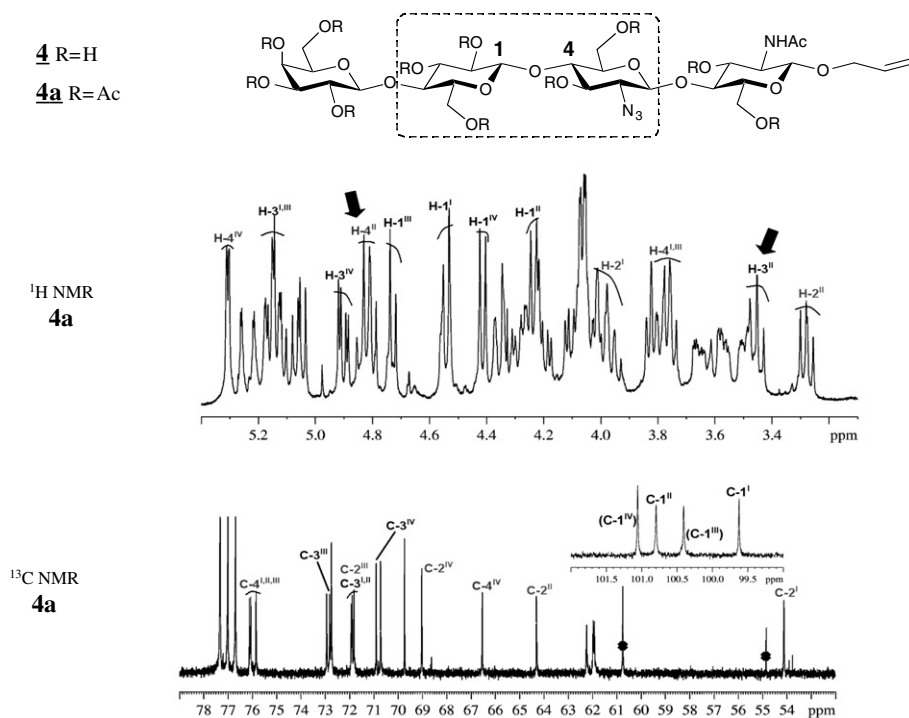 4 R=H
4a R=Ac
RO OR RO 1 4 RO NHAc
RO O RO O O RO O RO O O
RO O O O RO O O
OR OR N₃ OR
OR
¹H NMR
4a
H-4ᴵⱽ H-3ᴵ,ᴵᴵᴵ H-3ᴵⱽ H-4ᴵᴵ H-1ᴵᴵᴵ H-1ᴵ H-1ᴵⱽ H-1ᴵᴵ H-2ᴵ H-4ᴵ,ᴵᴵᴵ H-3ᴵᴵ H-2ᴵᴵ
5.2 5.0 4.8 4.6 4.4 4.2 4.0 3.8 3.6 3.4 ppm
¹³C NMR
4a
C-4ᴵ,ᴵᴵ,ᴵᴵᴵ C-3ᴵᴵᴵ C-2ᴵᴵᴵ C-3ᴵ,ᴵᴵ C-3ᴵⱽ C-2ᴵⱽ C-4ᴵⱽ C-2ᴵᴵ C-2ᴵ
(C-1ᴵⱽ) C-1ᴵᴵ (C-1ᴵᴵᴵ) C-1ᴵ
101.5 101.0 100.4 100.0 99.5 ppm
78 77 76 75 74 73 72 71 70 69 68 67 66 65 64 63 62 61 60 59 58 57 56 55 54 ppm